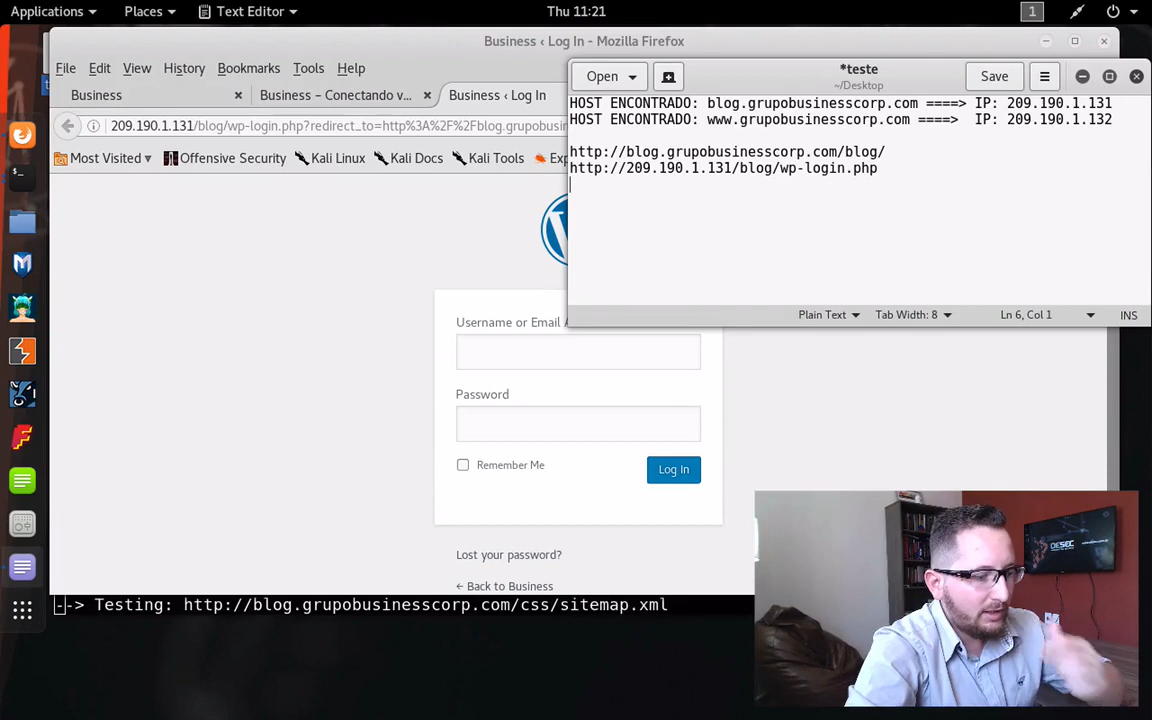 Applications Places Text Editor Thu 11:21 1
Business ‹ Log In - Mozilla Firefox
File Edit View History Bookmarks Tools Help
Business Business – Conectando v... Business ‹ Log In
209.190.1.131/blog/wp-login.php?redirect_to=http%3A%2F%2Fblog.grupobusin
Most Visited Offensive Security Kali Linux Kali Docs Kali Tools
Open *teste Save
~/Desktop
HOST ENCONTRADO: blog.grupobusinesscorp.com ====> IP: 209.190.1.131
HOST ENCONTRADO: www.grupobusinesscorp.com ====> IP: 209.190.1.132
http://blog.grupobusinesscorp.com/blog/
http://209.190.1.131/blog/wp-login.php
Plain Text Tab Width: 8 Ln 6, Col 1 INS
Username or Email
Password
Remember Me Log In
Lost your password?
← Back to Business
--> Testing: http://blog.grupobusinesscorp.com/css/sitemap.xml
DESEC